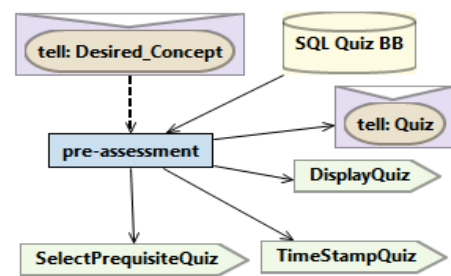 tell: Desired_Concept
SQL Quiz BB
tell: Quiz
pre-assessment
DisplayQuiz
SelectPrequisiteQuiz
TimeStampQuiz